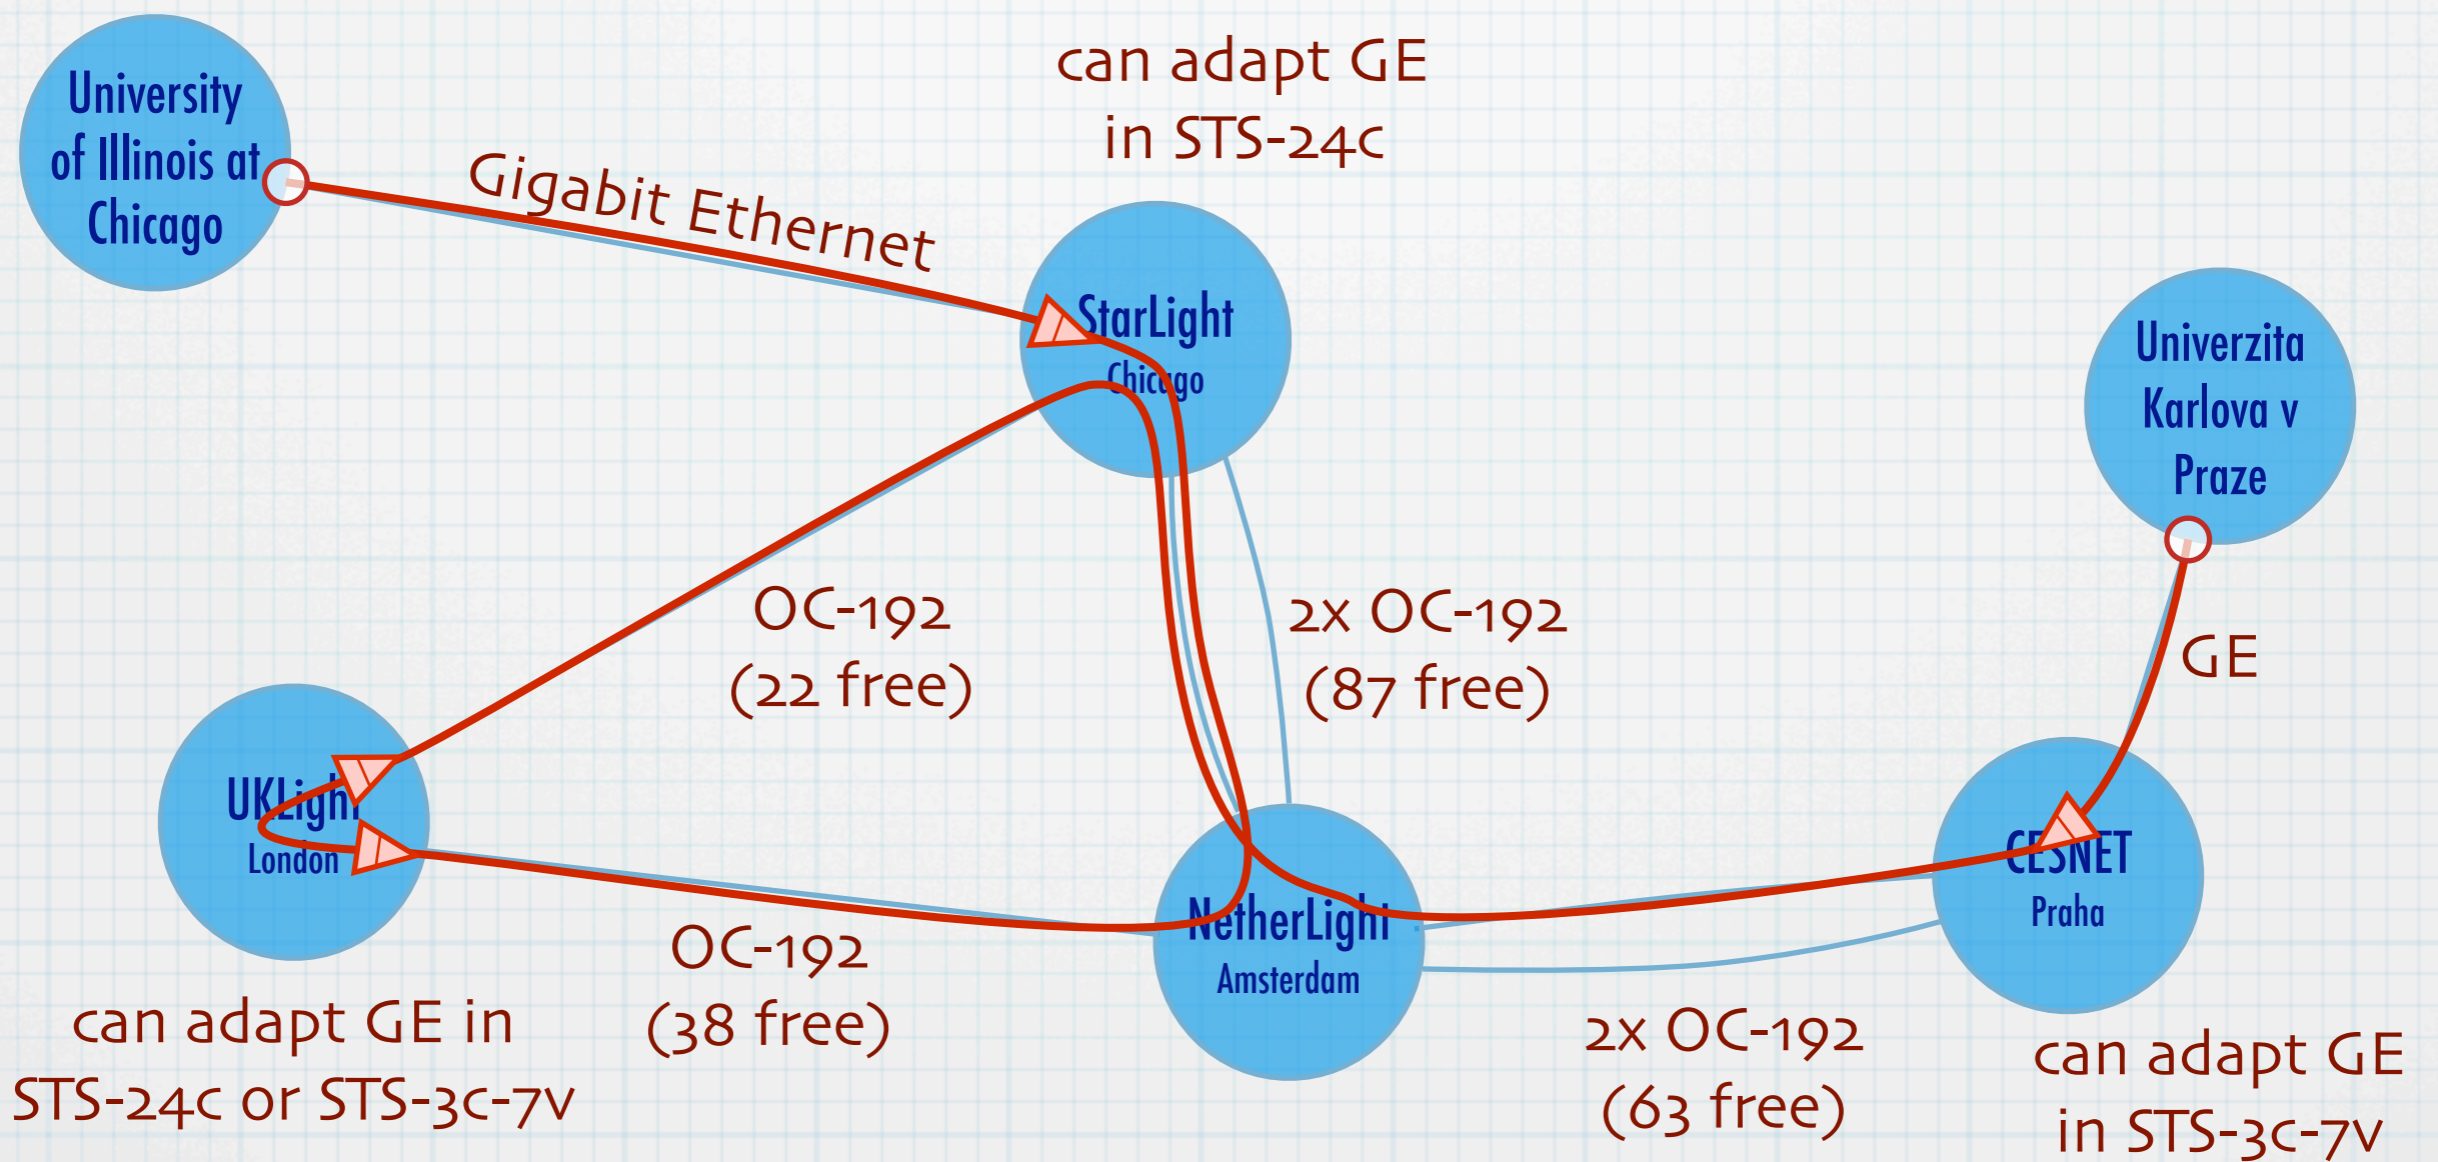 University
of Illinois at
Chicago
can adapt GE
in STS-24c
Gigabit Ethernet
StarLight
Chicago
Univerzita
Karlova v
Praze
OC-192
(22 free)
2x OC-192
(87 free)
GE
UKLight
London
OC-192
(38 free)
NetherLight
Amsterdam
CESNET
Praha
2x OC-192
(63 free)
can adapt GE in
STS-24c or STS-3c-7v
can adapt GE
in STS-3c-7v